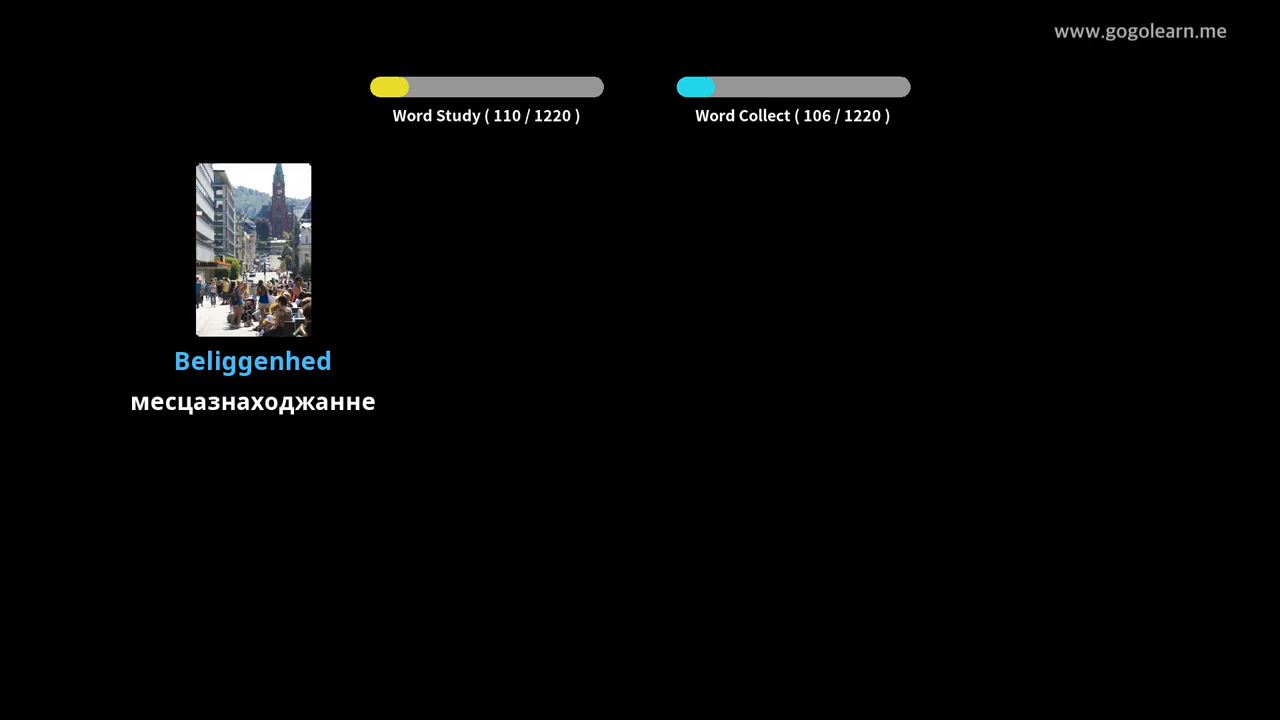 www.gogolearn.me
Word Study ( 110 / 1220 )
Word Collect ( 106 / 1220 )
Beliggenhed
месцазнаходжанне